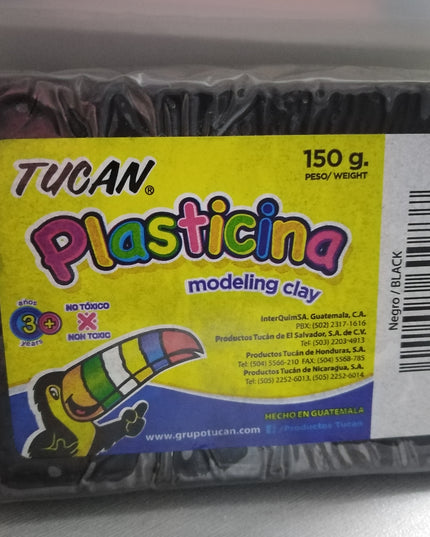 TUCAN®
150 g.
PESO/ WEIGHT
Plasticina
modeling clay
años
3+
years
NO TÓXICO
NON TOXIC
InterQuimSA. Guatemala, C.A.
PBX: (502) 2317-1616
Productos Tucán de El Salvador, S.A. de C.V.
Tel: (503) 2203-4913
Productos Tucán de Honduras, S.A.
Tel: (504) 5566-210 FAX: (504) 5568-785
Productos Tucán de Nicaragua, S.A.
Tel: (505) 2252-6013, (505) 2252-6014
HECHO EN GUATEMALA
www.grupotucan.com f /Productos Tucan
Negro / BLACK